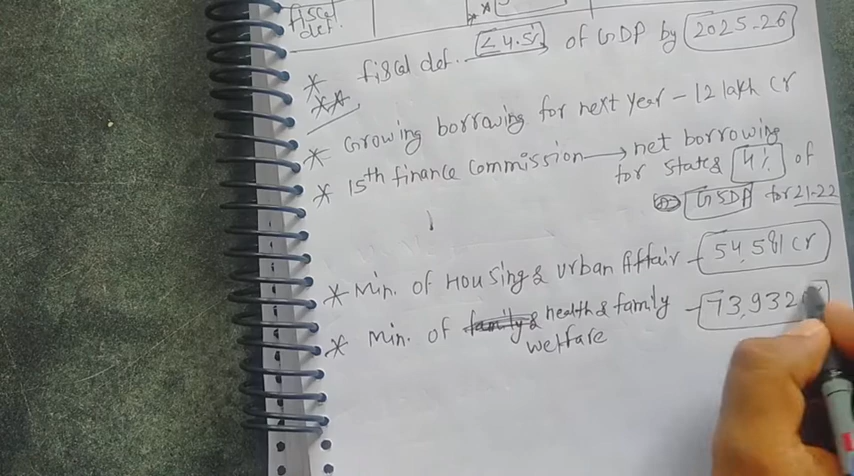 fiscal
def.
* fiscal def. <4.5% of GDP by 2025-26
**
* Growing borrowing for next year - 12 lakh Cr
* 15th finance Commission → net borrowing
for states 4% of
GSDP for 21-22
* Min. of Housing & Urban Affair - 54,581 Cr
* Min. of family & health & family - 73,932
welfare